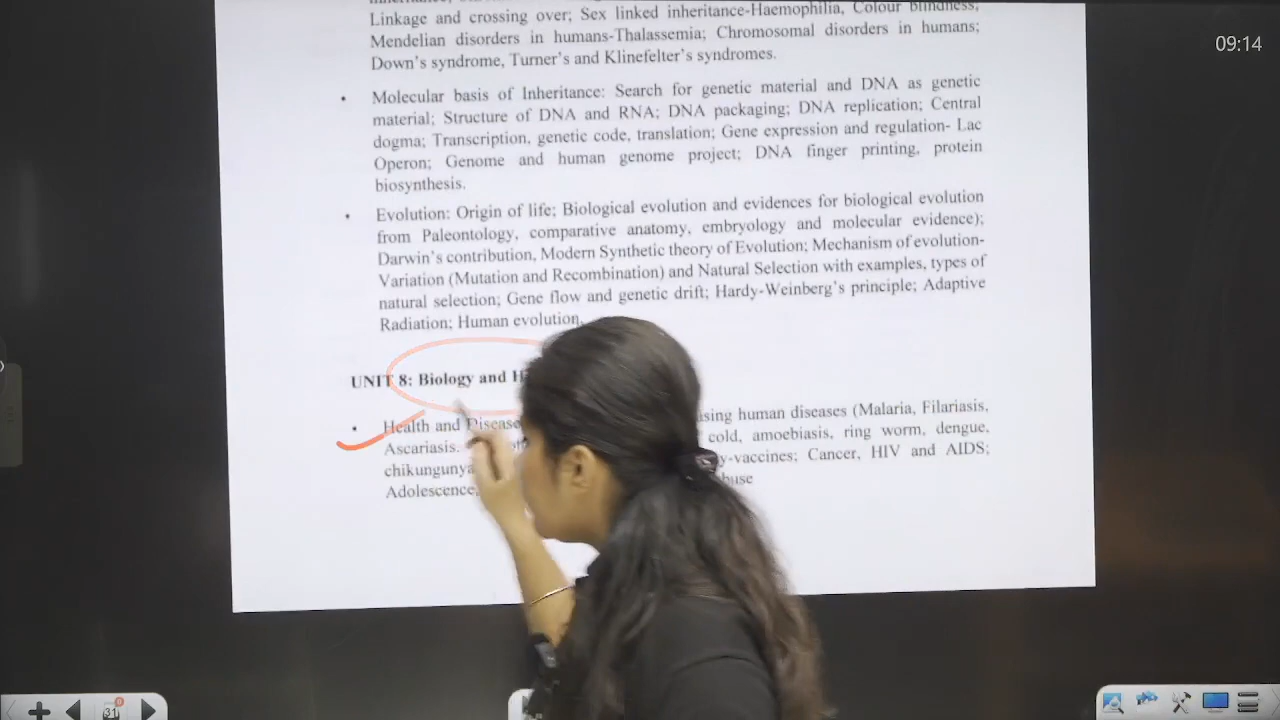 Linkage and crossing over; Sex linked inheritance-Haemophilia, Colour blindness,
Mendelian disorders in humans-Thalassemia; Chromosomal disorders in humans;
Down's syndrome, Turner's and Klinefelter's syndromes.
• Molecular basis of Inheritance: Search for genetic material and DNA as genetic
material; Structure of DNA and RNA; DNA packaging; DNA replication; Central
dogma; Transcription, genetic code, translation; Gene expression and regulation- Lac
Operon; Genome and human genome project; DNA finger printing, protein
biosynthesis.
• Evolution: Origin of life; Biological evolution and evidences for biological evolution
from Paleontology, comparative anatomy, embryology and molecular evidence);
Darwin's contribution, Modern Synthetic theory of Evolution; Mechanism of evolution-
Variation (Mutation and Recombination) and Natural Selection with examples, types of
natural selection; Gene flow and genetic drift; Hardy-Weinberg's principle; Adaptive
Radiation; Human evolution.
UNIT 8: Biology and
• Health and Disease human diseases (Malaria, Filariasis,
Ascariasis. cold, amoebiasis, ring worm, dengue,
chikungunya -vaccines; Cancer, HIV and AIDS;
Adolescence,
09:14
31